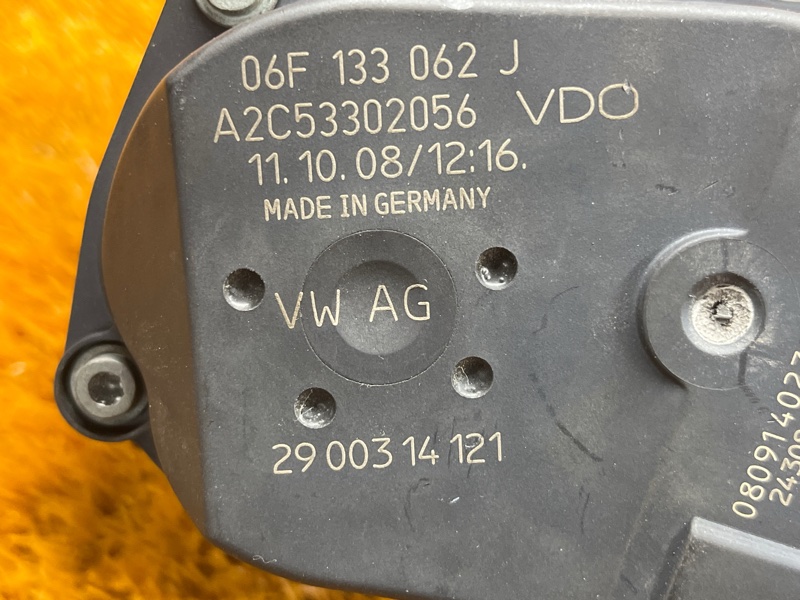 06F 133 062 J
A2C53302056 VDO
11.10.08/12:16.
MADE IN GERMANY
VW AG
29 003 14 121